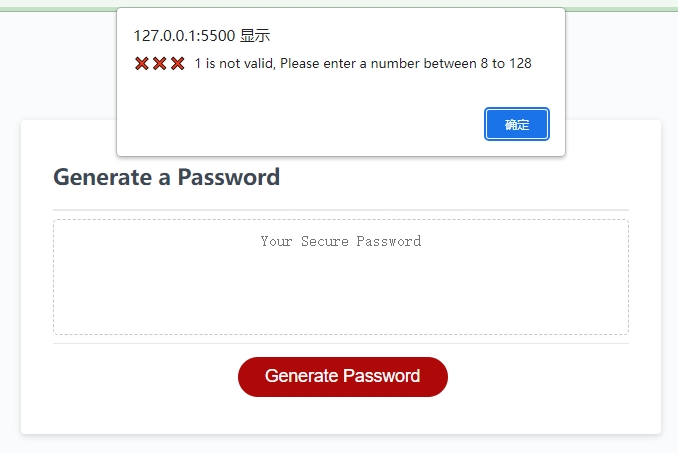 127.0.0.1:5500 显示
❌❌❌ 1 is not valid, Please enter a number between 8 to 128
确定
Generate a Password
Your Secure Password
Generate Password